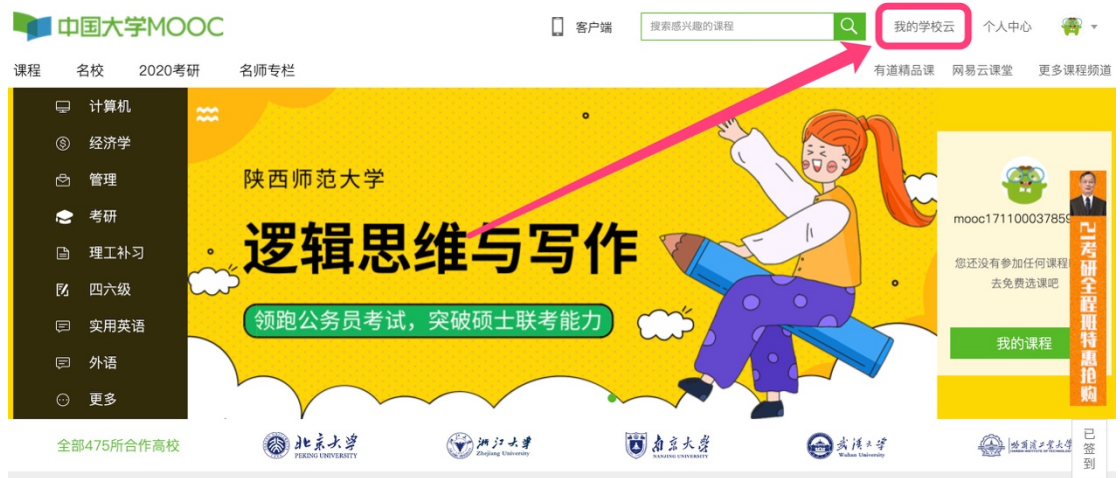 中国大学MOOC
客户端
搜索感兴趣的课程
我的学校云
个人中心
课程
名校
2020考研
名师专栏
有道精品课
网易云课堂
更多课程频道
计算机
经济学
管理
考研
理工补习
四六级
实用英语
外语
更多
陕西师范大学
逻辑思维与写作
领跑公务员考试，突破硕士联考能力
mooc171100037859
您还没有参加任何课程
去免费选课吧
我的课程
21考研全程班特惠抢购
全部475所合作高校
北京大学
PEKING UNIVERSITY
浙江大学
Zhejiang University
南京大学
NANJING UNIVERSITY
武汉大学
Wuhan University
哈尔滨工业大学
已签到